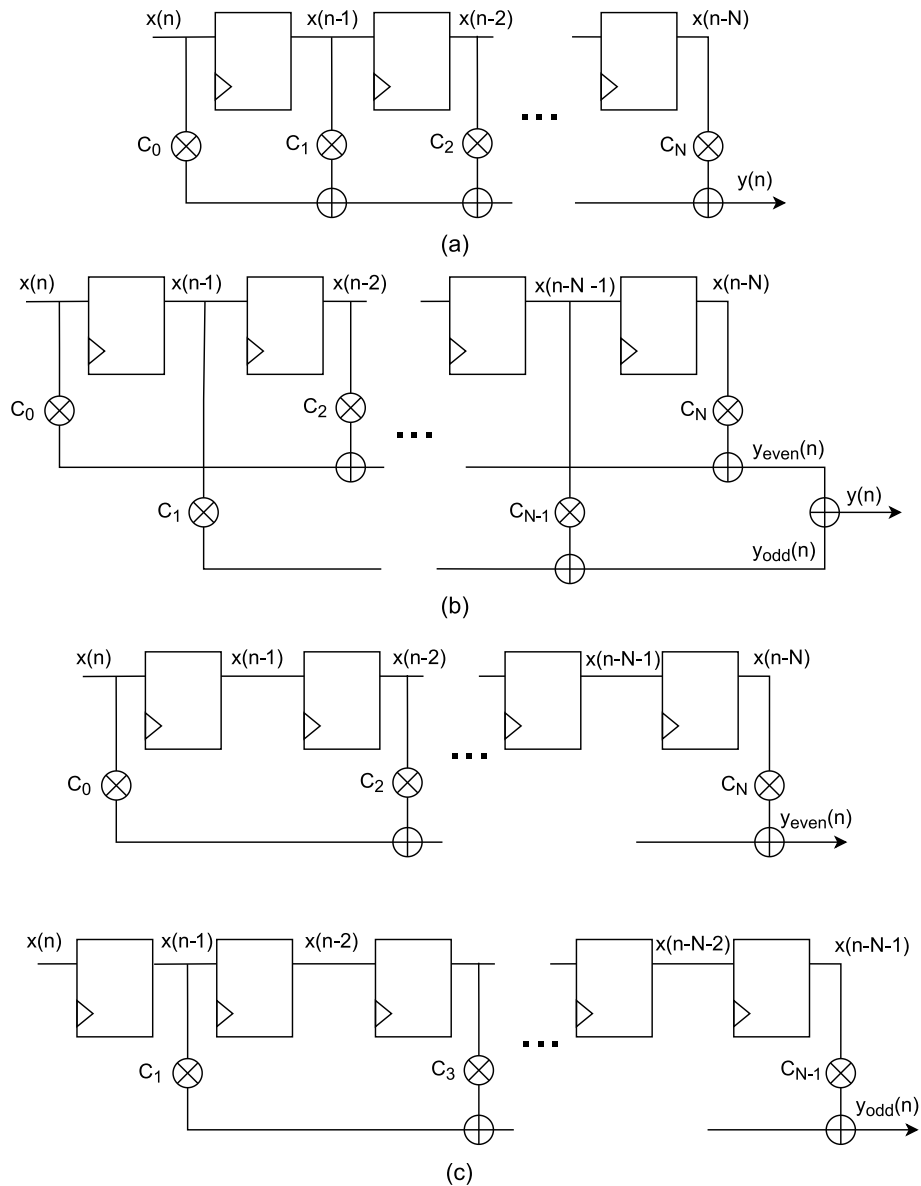 x(n) x(n-1) x(n-2) x(n-N)
C0 C1 C2 CN
y(n)
(a)
x(n) x(n-1) x(n-2) x(n-N -1) x(n-N)
C0 C2 CN
yeven(n)
C1 CN-1 y(n)
yodd(n)
(b)
x(n) x(n-1) x(n-2) x(n-N-1) x(n-N)
C0 C2 CN
yeven(n)
x(n) x(n-1) x(n-2) x(n-N-2) x(n-N-1)
C1 C3 CN-1
yodd(n)
(c)